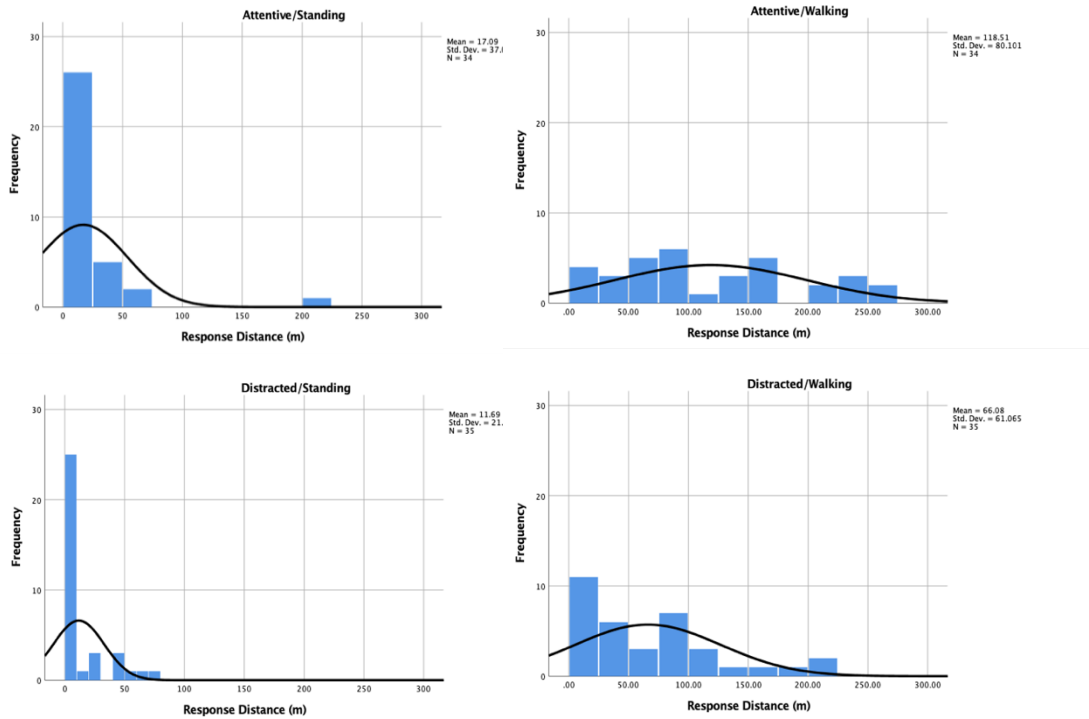 Attentive/Standing
Mean = 17.09
Std. Dev. = 37.
N = 34
30
20
10
0
Frequency
0 50 100 150 200 250 300
Response Distance (m)
Attentive/Walking
Mean = 118.51
Std. Dev. = 80.101
N = 34
30
20
10
0
Frequency
.00 50.00 100.00 150.00 200.00 250.00 300.00
Response Distance (m)
Distracted/Standing
Mean = 11.69
Std. Dev. = 21.
N = 35
30
20
10
0
Frequency
0 50 100 150 200 250 300
Response Distance (m)
Distracted/Walking
Mean = 66.08
Std. Dev. = 61.065
N = 35
30
20
10
0
Frequency
.00 50.00 100.00 150.00 200.00 250.00 300.00
Response Distance (m)